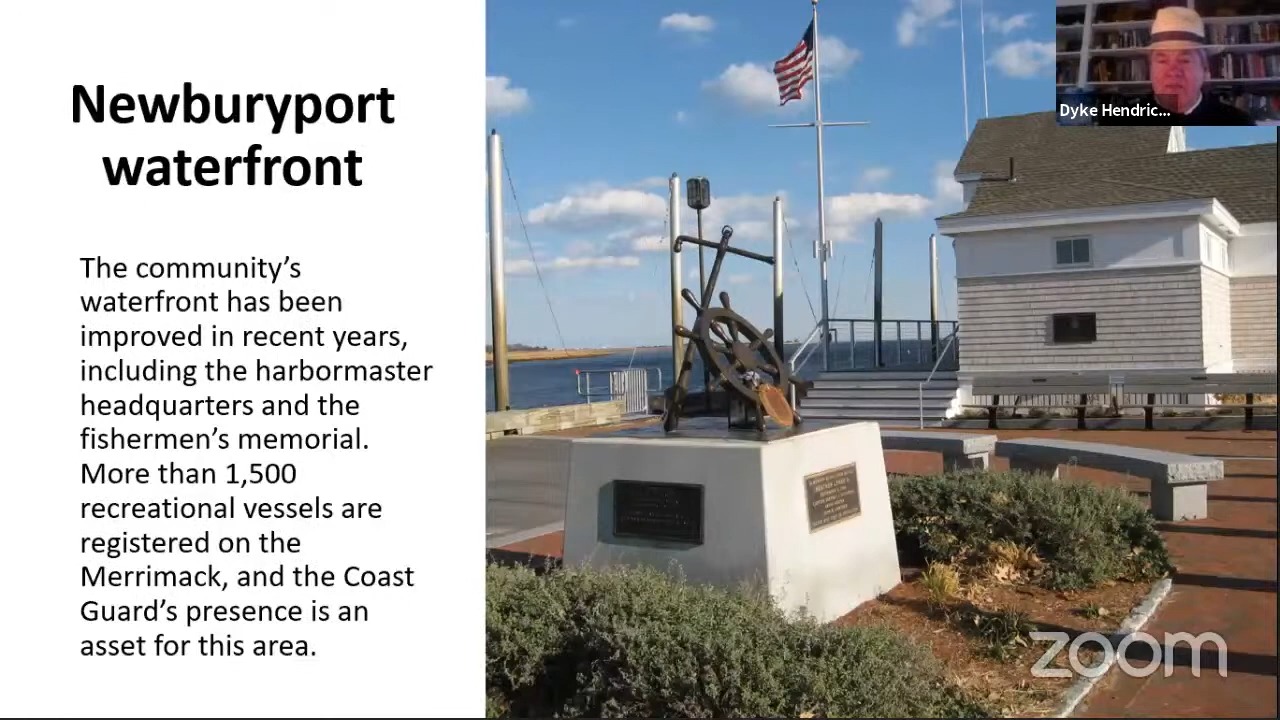 Newburyport
waterfront
The community’s
waterfront has been
improved in recent years,
including the harbormaster
headquarters and the
fishermen’s memorial.
More than 1,500
recreational vessels are
registered on the
Merrimack, and the Coast
Guard’s presence is an
asset for this area.
Dyke Hendric...
zoom